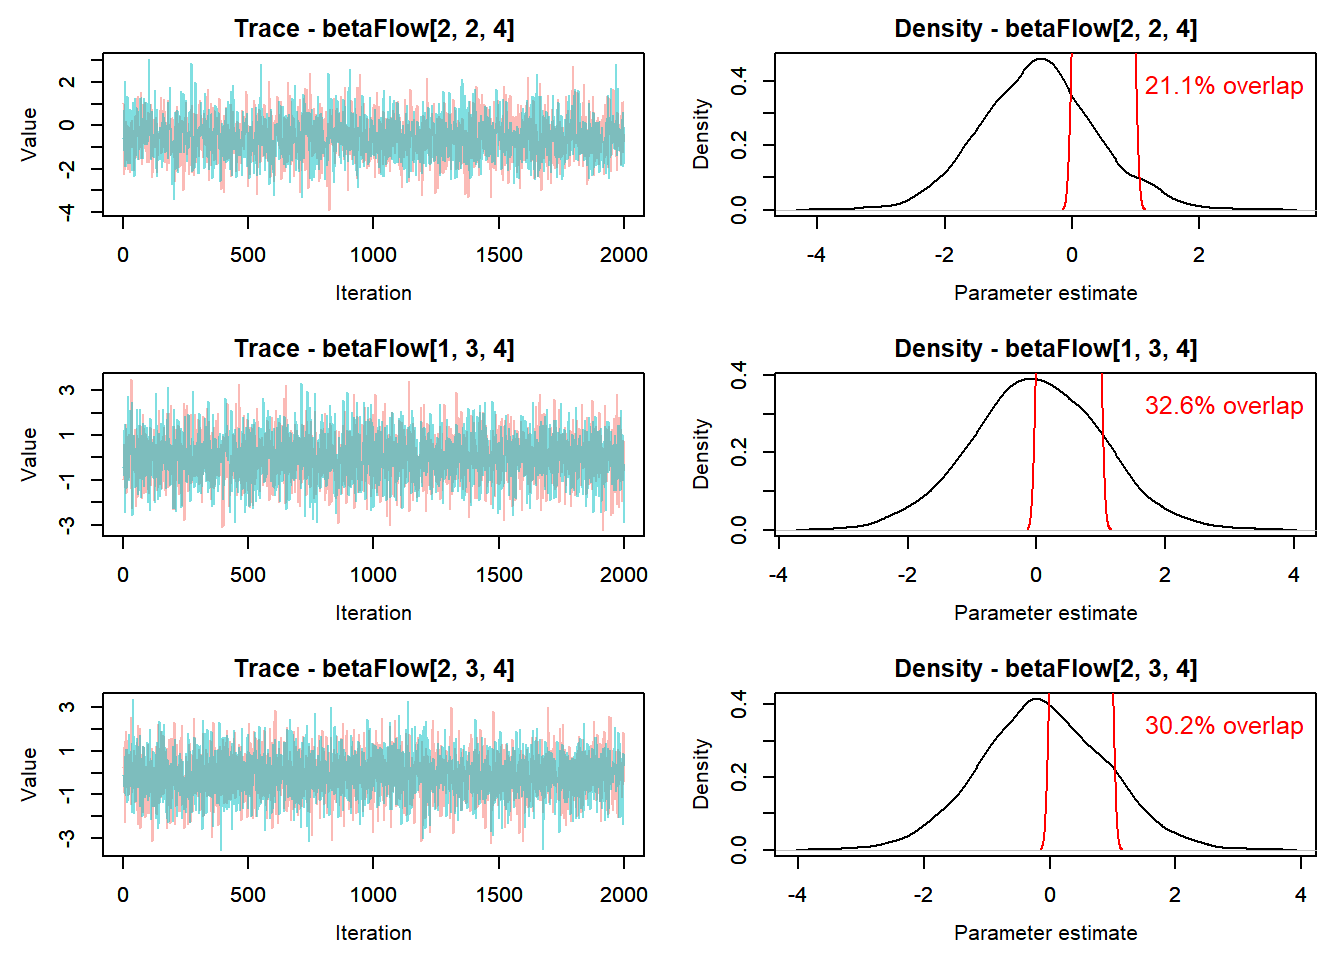 Trace - betaFlow[2, 2, 4]
Value
2
0
-2
-4
0
500
1000
1500
2000
Iteration
Density - betaFlow[2, 2, 4]
21.1% overlap
Density
0.4
0.2
0.0
-4
-2
0
2
Parameter estimate
Trace - betaFlow[1, 3, 4]
Value
3
1
-1
-3
0
500
1000
1500
2000
Iteration
Density - betaFlow[1, 3, 4]
32.6% overlap
Density
0.4
0.2
0.0
-4
-2
0
2
4
Parameter estimate
Trace - betaFlow[2, 3, 4]
Value
3
1
-1
-3
0
500
1000
1500
2000
Iteration
Density - betaFlow[2, 3, 4]
30.2% overlap
Density
0.4
0.2
0.0
-4
-2
0
2
4
Parameter estimate